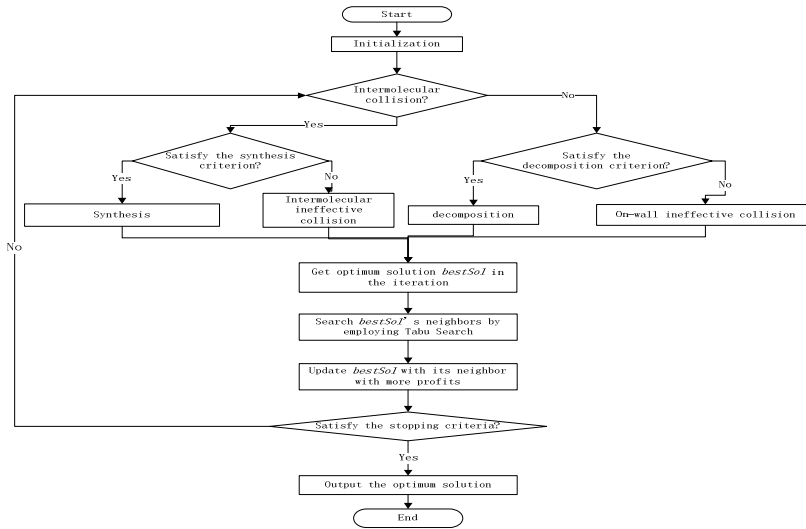 Start
Initialization
Intermolecular
collision?
No
Yes
Satisfy the synthesis
criterion?
Satisfy the
decomposition criterion?
Yes
No
Yes
No
Synthesis
Intermolecular
ineffective
collision
decomposition
On-wall ineffective collision
No
Get optimum solution bestSol in
the iteration
Search bestSol's neighbors by
employing Tabu Search
Update bestSol with its neighbor
with more profits
Satisfy the stopping criteria?
Yes
Output the optimum solution
End